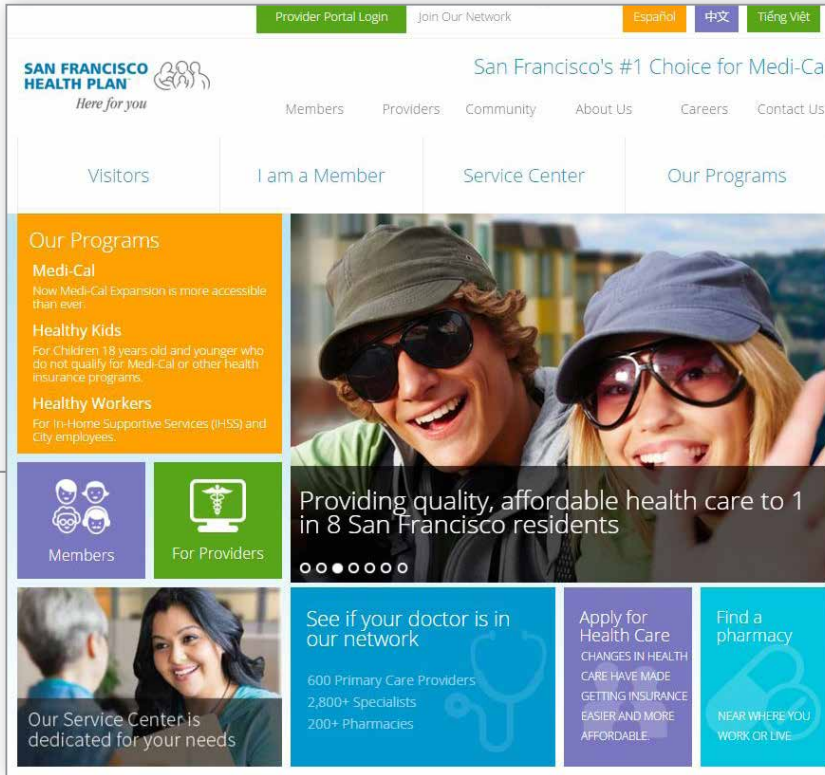 Provider Portal Login
Join Our Network
Español
中文
Tiếng Việt
SAN FRANCISCO
HEALTH PLAN
Here for you
San Francisco's #1 Choice for Medi-Ca
Members
Providers
Community
About Us
Careers
Contact Us
Visitors
I am a Member
Service Center
Our Programs
Our Programs
Medi-Cal
Now Medi-Cal Expansion is more accessible
than ever.
Healthy Kids
For Children 18 years old and younger who
do not qualify for Medi-Cal or other health
insurance programs.
Healthy Workers
For In-Home Supportive Services (IHSS) and
City employees.
Members
For Providers
Providing quality, affordable health care to 1
in 8 San Francisco residents
Our Service Center is
dedicated for your needs
See if your doctor is in
our network
600 Primary Care Providers
2,800+ Specialists
200+ Pharmacies
Apply for
Health Care
CHANGES IN HEALTH
CARE HAVE MADE
GETTING INSURANCE
EASIER AND MORE
AFFORDABLE.
Find a
pharmacy
NEAR WHERE YOU
WORK OR LIVE